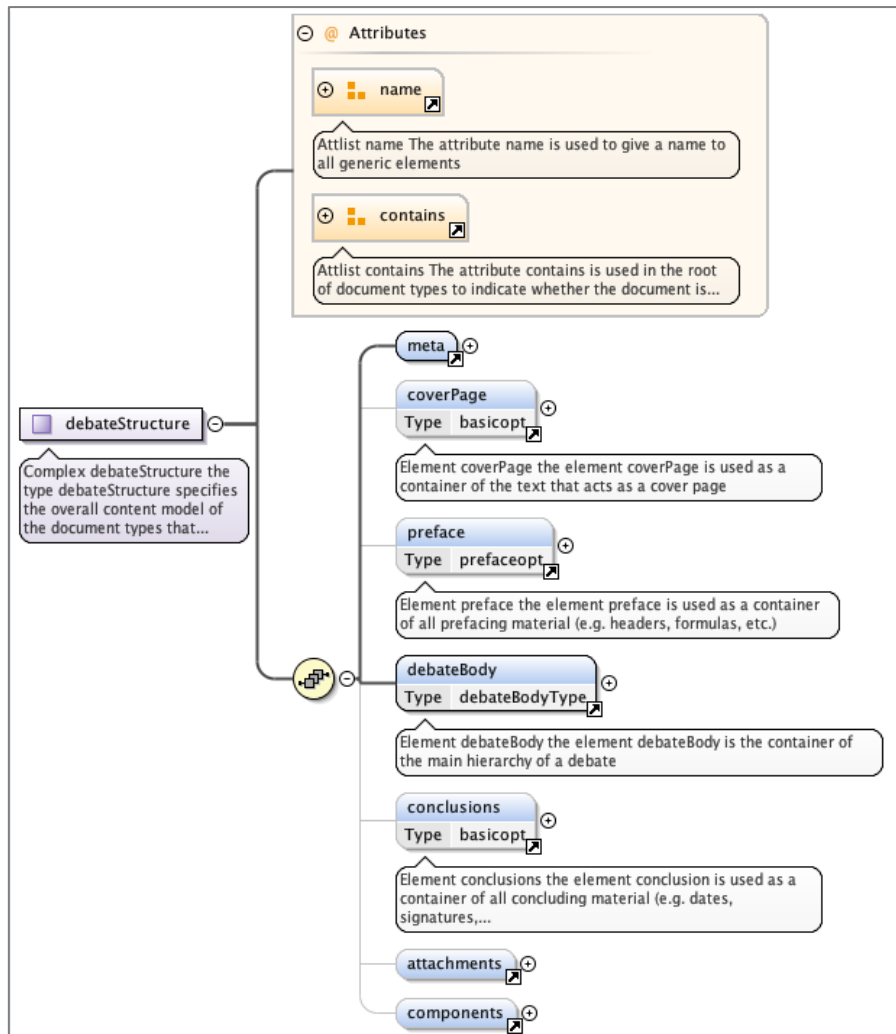 @ Attributes
name
Attlist name The attribute name is used to give a name to
all generic elements
contains
Attlist contains The attribute contains is used in the root
of document types to indicate whether the document is...
debateStructure
Complex debateStructure the
type debateStructure specifies
the overall content model of
the document types that...
meta
coverPage
Type basicopt
Element coverPage the element coverPage is used as a
container of the text that acts as a cover page
preface
Type prefaceopt
Element preface the element preface is used as a container
of all prefacing material (e.g. headers, formulas, etc.)
debateBody
Type debateBodyType
Element debateBody the element debateBody is the container of
the main hierarchy of a debate
conclusions
Type basicopt
Element conclusions the element conclusion is used as a
container of all concluding material (e.g. dates,
signatures,...
attachments
components